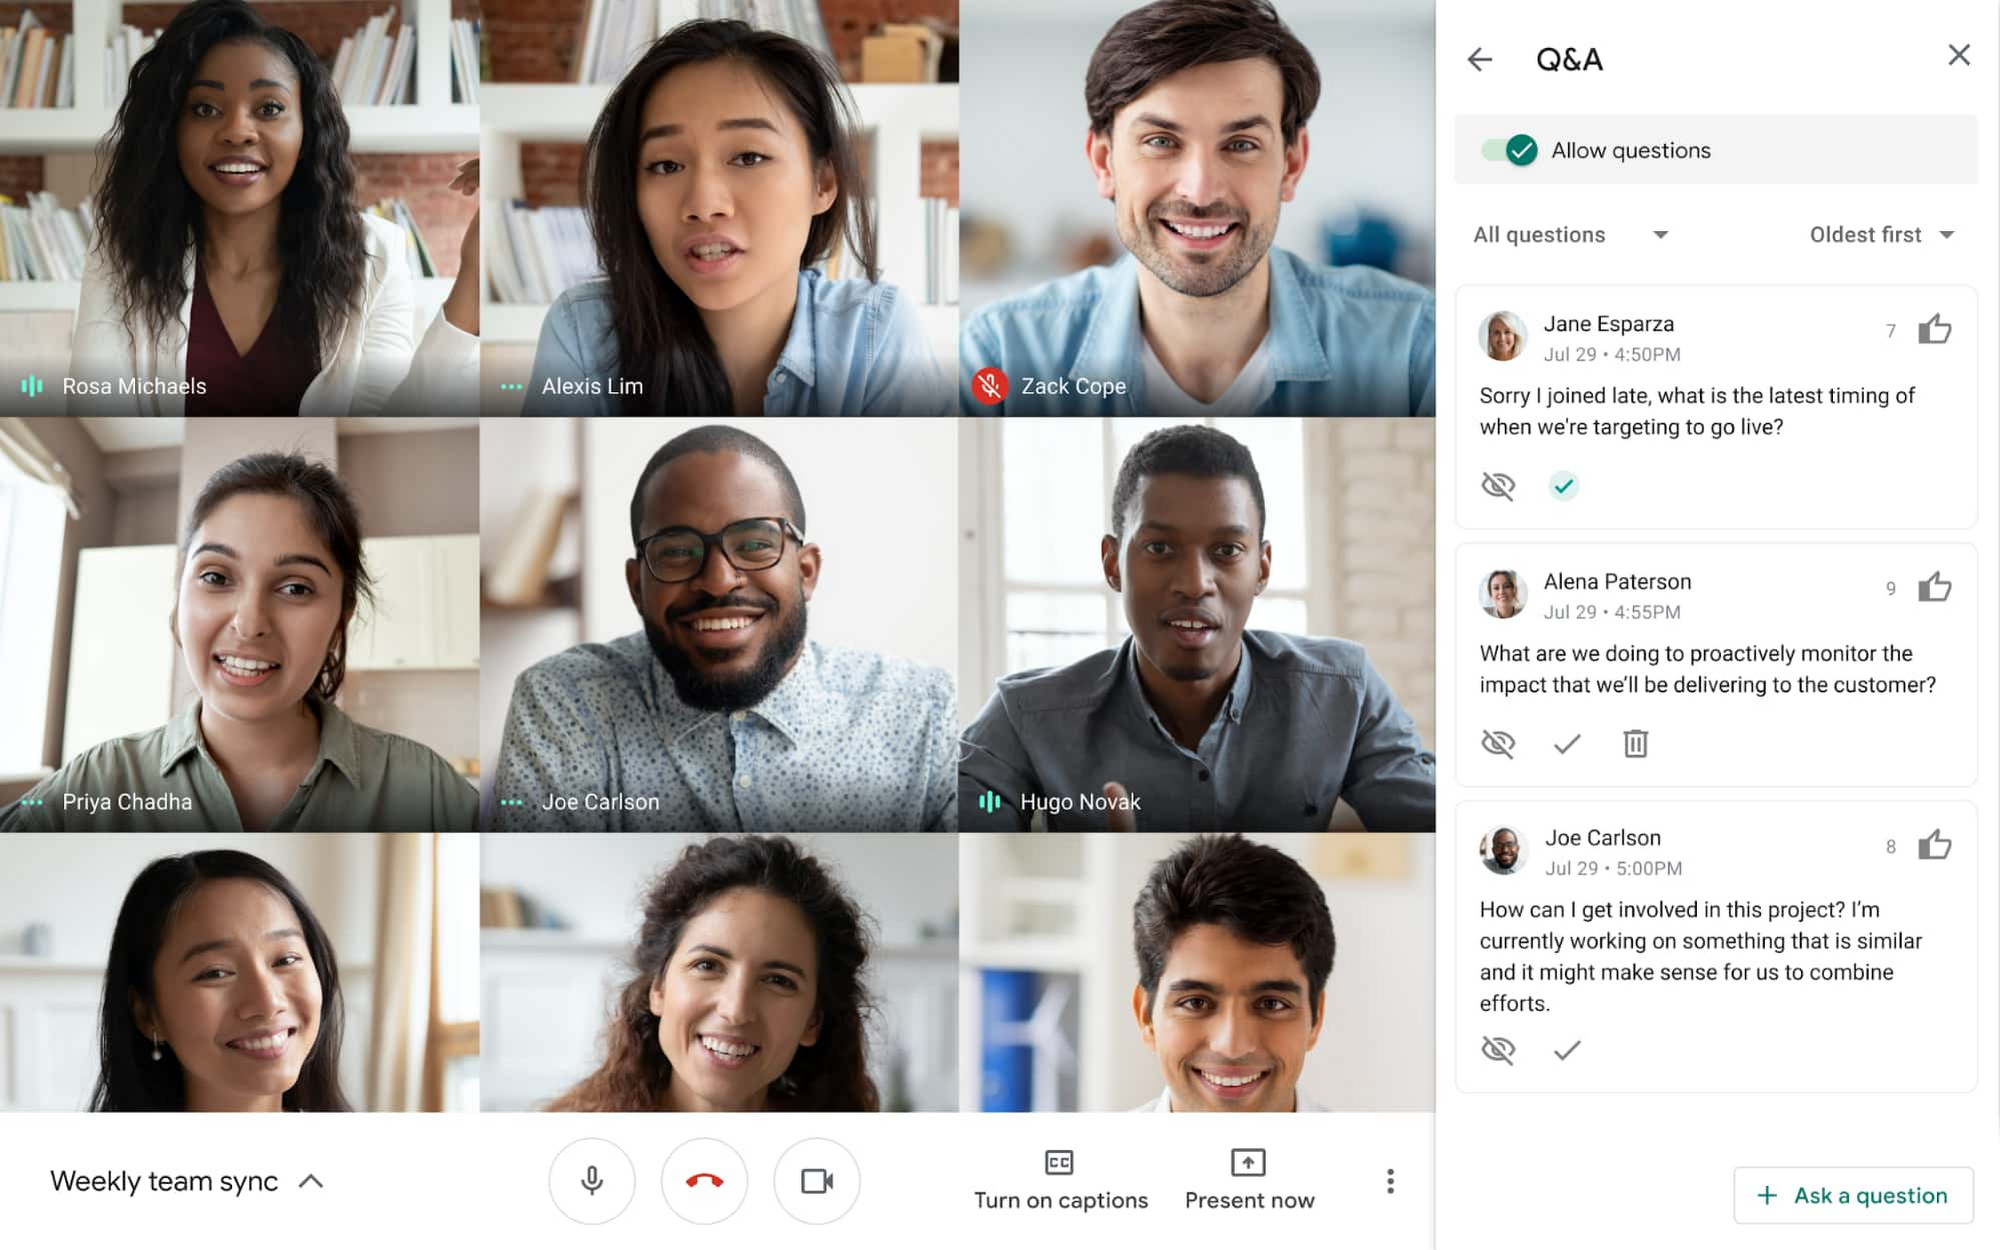 Rosa Michaels
Alexis Lim
Zack Cope
Priya Chadha
Joe Carlson
Hugo Novak
Weekly team sync
CC
Turn on captions
Present now
Q&A
Allow questions
All questions
Oldest first
Jane Esparza
7
Jul 29 • 4:50PM
Sorry I joined late, what is the latest timing of
when we're targeting to go live?
Alena Paterson
9
Jul 29 • 4:55PM
What are we doing to proactively monitor the
impact that we’ll be delivering to the customer?
Joe Carlson
8
Jul 29 • 5:00PM
How can I get involved in this project? I’m
currently working on something that is similar
and it might make sense for us to combine
efforts.
+ Ask a question